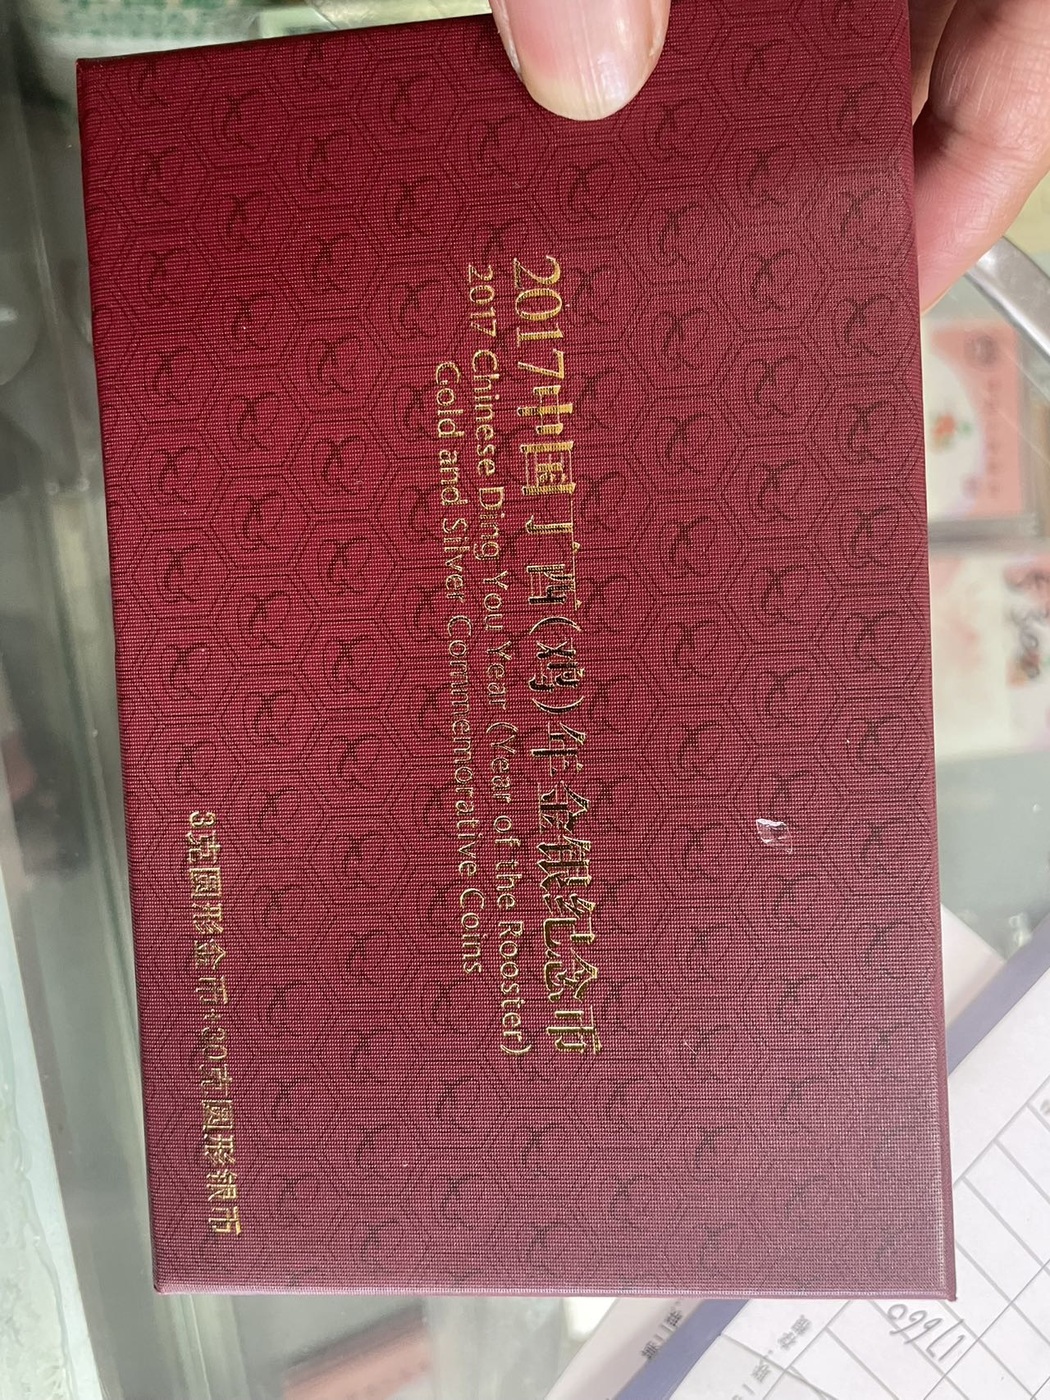 2017中国丁酉(鸡)年金银纪念币
2017 Chinese Ding You Year (Year of the Rooster)
Gold and Silver Commemorative Coins
3克圆形金币+30克圆形银币
17660